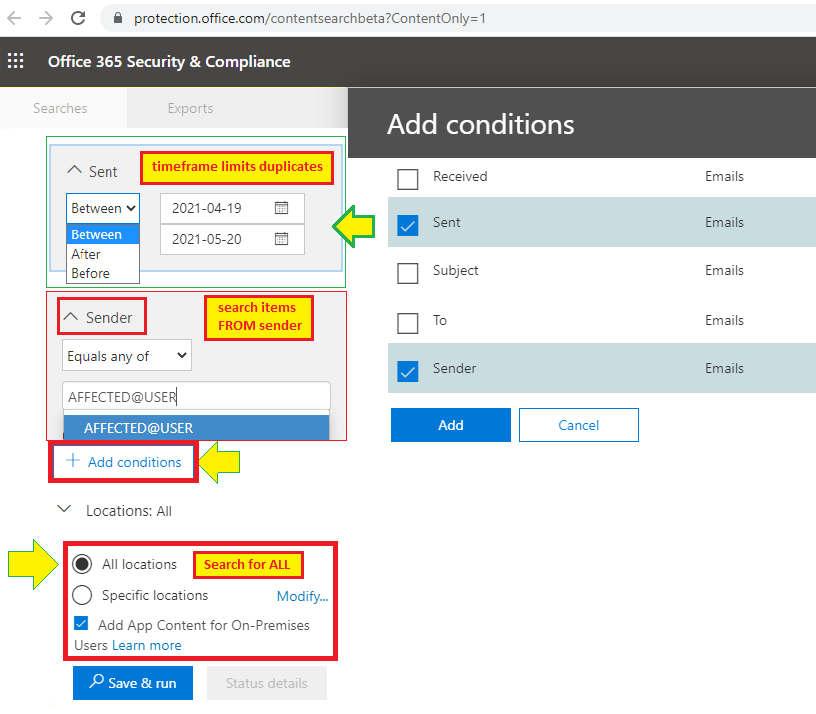 protection.office.com/contentsearchbeta?ContentOnly=1
Office 365 Security & Compliance
Searches
Exports
Sent
timeframe limits duplicates
Between
2021-04-19
Between
After
Before
2021-05-20
Sender
search items
FROM sender
Equals any of
AFFECTED@USER
AFFECTED@USER
Add conditions
Locations: All
All locations
Search for ALL
Specific locations
Modify...
Add App Content for On-Premises
Users Learn more
Save & run
Status details
Add conditions
Received
Emails
Sent
Emails
Subject
Emails
To
Emails
Sender
Emails
Add
Cancel